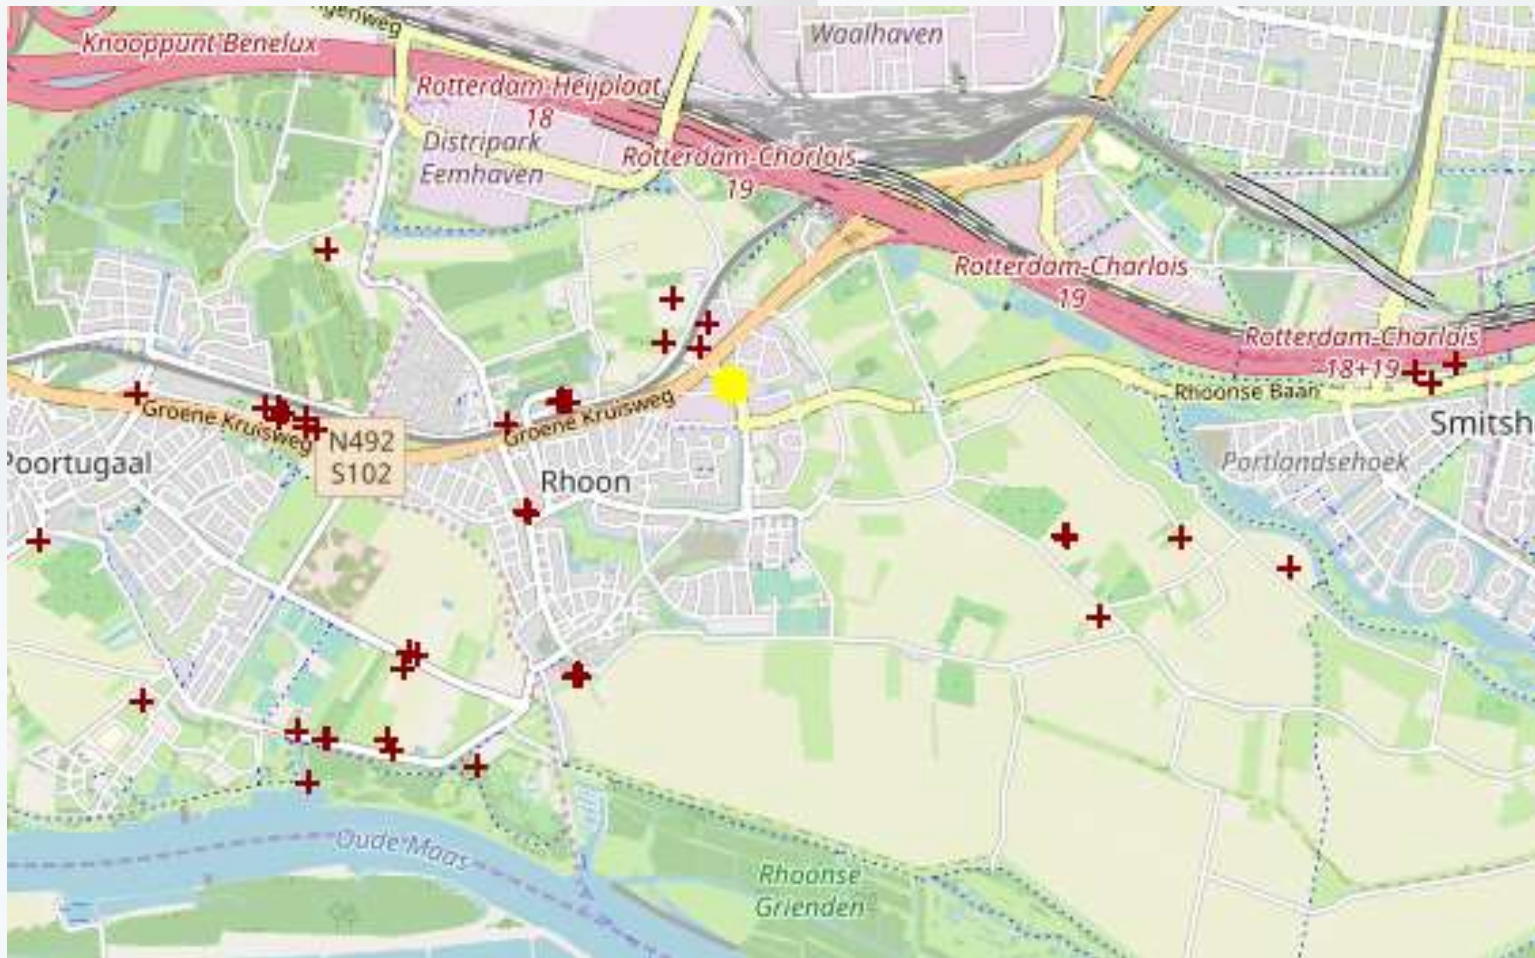 Knooppunt Benelux
Waalhaven
Rotterdam-Heijplaat
18
Distripark
Eemhaven
Rotterdam-Charlois
19
Rotterdam-Charlois
19
Rotterdam-Charlois
18+19
Rhoonse Baan
Groene Kruisweg
Groene Kruisweg
N492
S102
Smitsh
Poortugaal
Rhoon
Portlandsehoek
Oude Maas
Rhoonse
Grienden